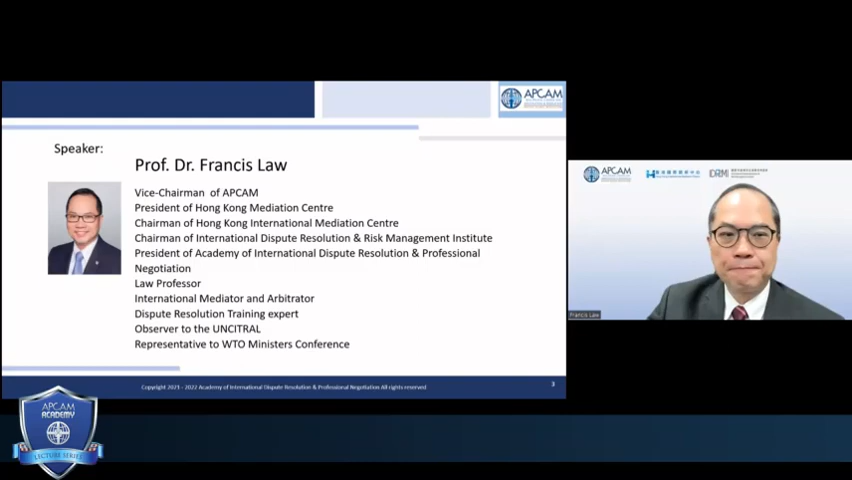 APCAM
Speaker:
Prof. Dr. Francis Law
Vice-Chairman of APCAM
President of Hong Kong Mediation Centre
Chairman of Hong Kong International Mediation Centre
Chairman of International Dispute Resolution & Risk Management Institute
President of Academy of International Dispute Resolution & Professional
Negotiation
Law Professor
International Mediator and Arbitrator
Dispute Resolution Training expert
Observer to the UNCITRAL
Representative to WTO Ministers Conference
Copyright 2021 - 2022 Academy of International Dispute Resolution & Professional Negotiation All rights reserved
3
APCAM
Francis Law
APCAM
ACADEMY
LECTURE SERIES